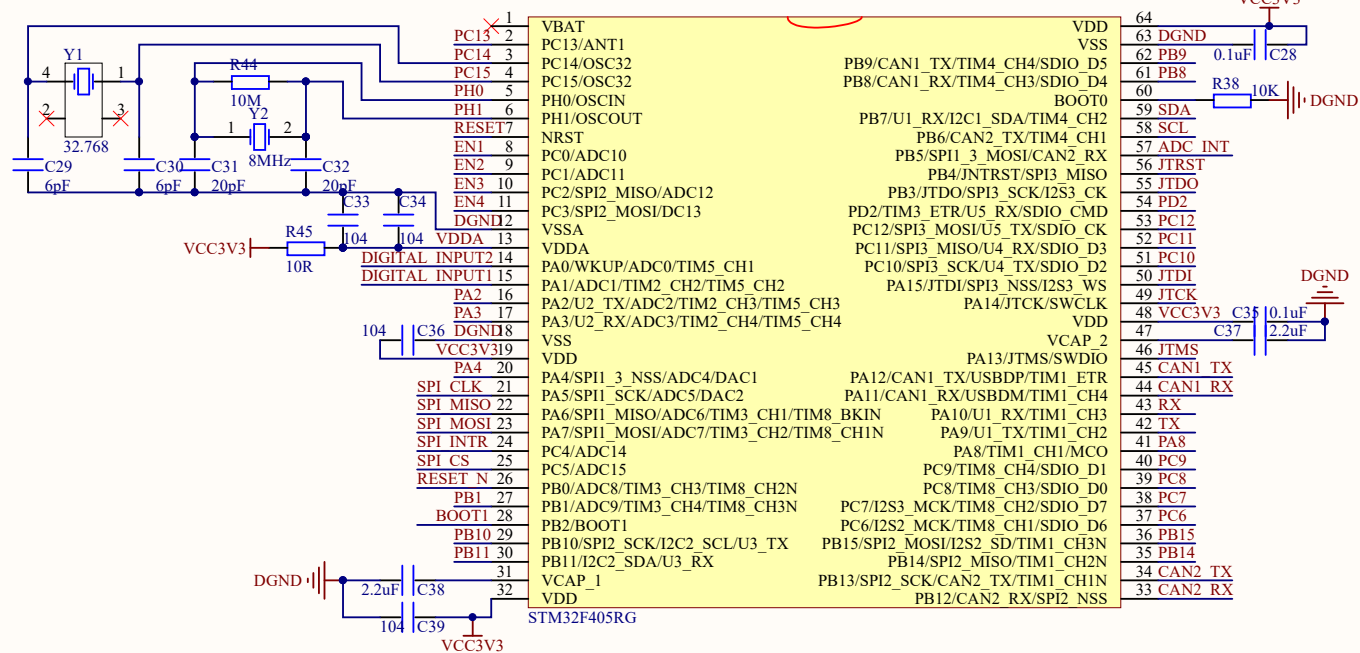 VCC3V3
1 VBAT VDD 64
PC13 2 PC13/ANT1 VSS 63 DGND
0.1uF C28
PC14 3 PC14/OSC32 PB9/CAN1_TX/TIM4_CH4/SDIO_D5 62 PB9
Y1
4 1
2 3
32.768
PC15 4 PC15/OSC32 PB8/CAN1_RX/TIM4_CH3/SDIO_D4 61 PB8
R44
10M
PH0 5 PH0/OSCIN BOOT0 60
R38 10K DGND
PH1 6 PH1/OSCOUT PB7/U1_RX/I2C1_SDA/TIM4_CH2 59 SDA
Y2
1 2
8MHz
RESET 7 NRST PB6/CAN2_TX/TIM4_CH1 58 SCL
EN1 8 PC0/ADC10 PB5/SPI1_3_MOSI/CAN2_RX 57 ADC_INT
C29 C30 C31 C32
6pF 6pF 20pF 20pF
EN2 9 PC1/ADC11 PB4/JNTRST/SPI3_MISO 56 JTRST
EN3 10 PC2/SPI2_MISO/ADC12 PB3/JTDO/SPI3_SCK/I2S3_CK 55 JTDO
C33 C34
104 104
EN4 11 PC3/SPI2_MOSI/DC13 PD2/TIM3_ETR/U5_RX/SDIO_CMD 54 PD2
DGND 12 VSSA PC12/SPI3_MOSI/U5_TX/SDIO_CK 53 PC12
VCC3V3 R45
10R
VDDA 13 VDDA PC11/SPI3_MISO/U4_RX/SDIO_D3 52 PC11
DIGITAL_INPUT2 14 PA0/WKUP/ADC0/TIM5_CH1 PC10/SPI3_SCK/U4_TX/SDIO_D2 51 PC10
DIGITAL_INPUT1 15 PA1/ADC1/TIM2_CH2/TIM5_CH2 PA15/JTDI/SPI3_NSS/I2S3_WS 50 JTDI
DGND
PA2 16 PA2/U2_TX/ADC2/TIM2_CH3/TIM5_CH3 PA14/JTCK/SWCLK 49 JTCK
PA3 17 PA3/U2_RX/ADC3/TIM2_CH4/TIM5_CH4 VDD 48 VCC3V3 C35 0.1uF
104 C36 DGND 18 VSS VCAP_2 47 C37 2.2uF
VCC3V3 19 VDD PA13/JTMS/SWDIO 46 JTMS
PA4 20 PA4/SPI1_3_NSS/ADC4/DAC1 PA12/CAN1_TX/USBDP/TIM1_ETR 45 CAN1_TX
SPI_CLK 21 PA5/SPI1_SCK/ADC5/DAC2 PA11/CAN1_RX/USBDM/TIM1_CH4 44 CAN1_RX
SPI_MISO 22 PA6/SPI1_MISO/ADC6/TIM3_CH1/TIM8_BKIN PA10/U1_RX/TIM1_CH3 43 RX
SPI_MOSI 23 PA7/SPI1_MOSI/ADC7/TIM3_CH2/TIM8_CH1N PA9/U1_TX/TIM1_CH2 42 TX
SPI_INTR 24 PC4/ADC14 PA8/TIM1_CH1/MCO 41 PA8
SPI_CS 25 PC5/ADC15 PC9/TIM8_CH4/SDIO_D1 40 PC9
RESET_N 26 PB0/ADC8/TIM3_CH3/TIM8_CH2N PC8/TIM8_CH3/SDIO_D0 39 PC8
PB1 27 PB1/ADC9/TIM3_CH4/TIM8_CH3N PC7/I2S3_MCK/TIM8_CH2/SDIO_D7 38 PC7
BOOT1 28 PB2/BOOT1 PC6/I2S2_MCK/TIM8_CH1/SDIO_D6 37 PC6
PB10 29 PB10/SPI2_SCK/I2C2_SCL/U3_TX PB15/SPI2_MOSI/I2S2_SD/TIM1_CH3N 36 PB15
PB11 30 PB11/I2C2_SDA/U3_RX PB14/SPI2_MISO/TIM1_CH2N 35 PB14
DGND 2.2uF C38 31 VCAP_1 PB13/SPI2_SCK/CAN2_TX/TIM1_CH1N 34 CAN2_TX
32 VDD PB12/CAN2_RX/SPI2_NSS 33 CAN2_RX
104 C39
STM32F405RG
VCC3V3